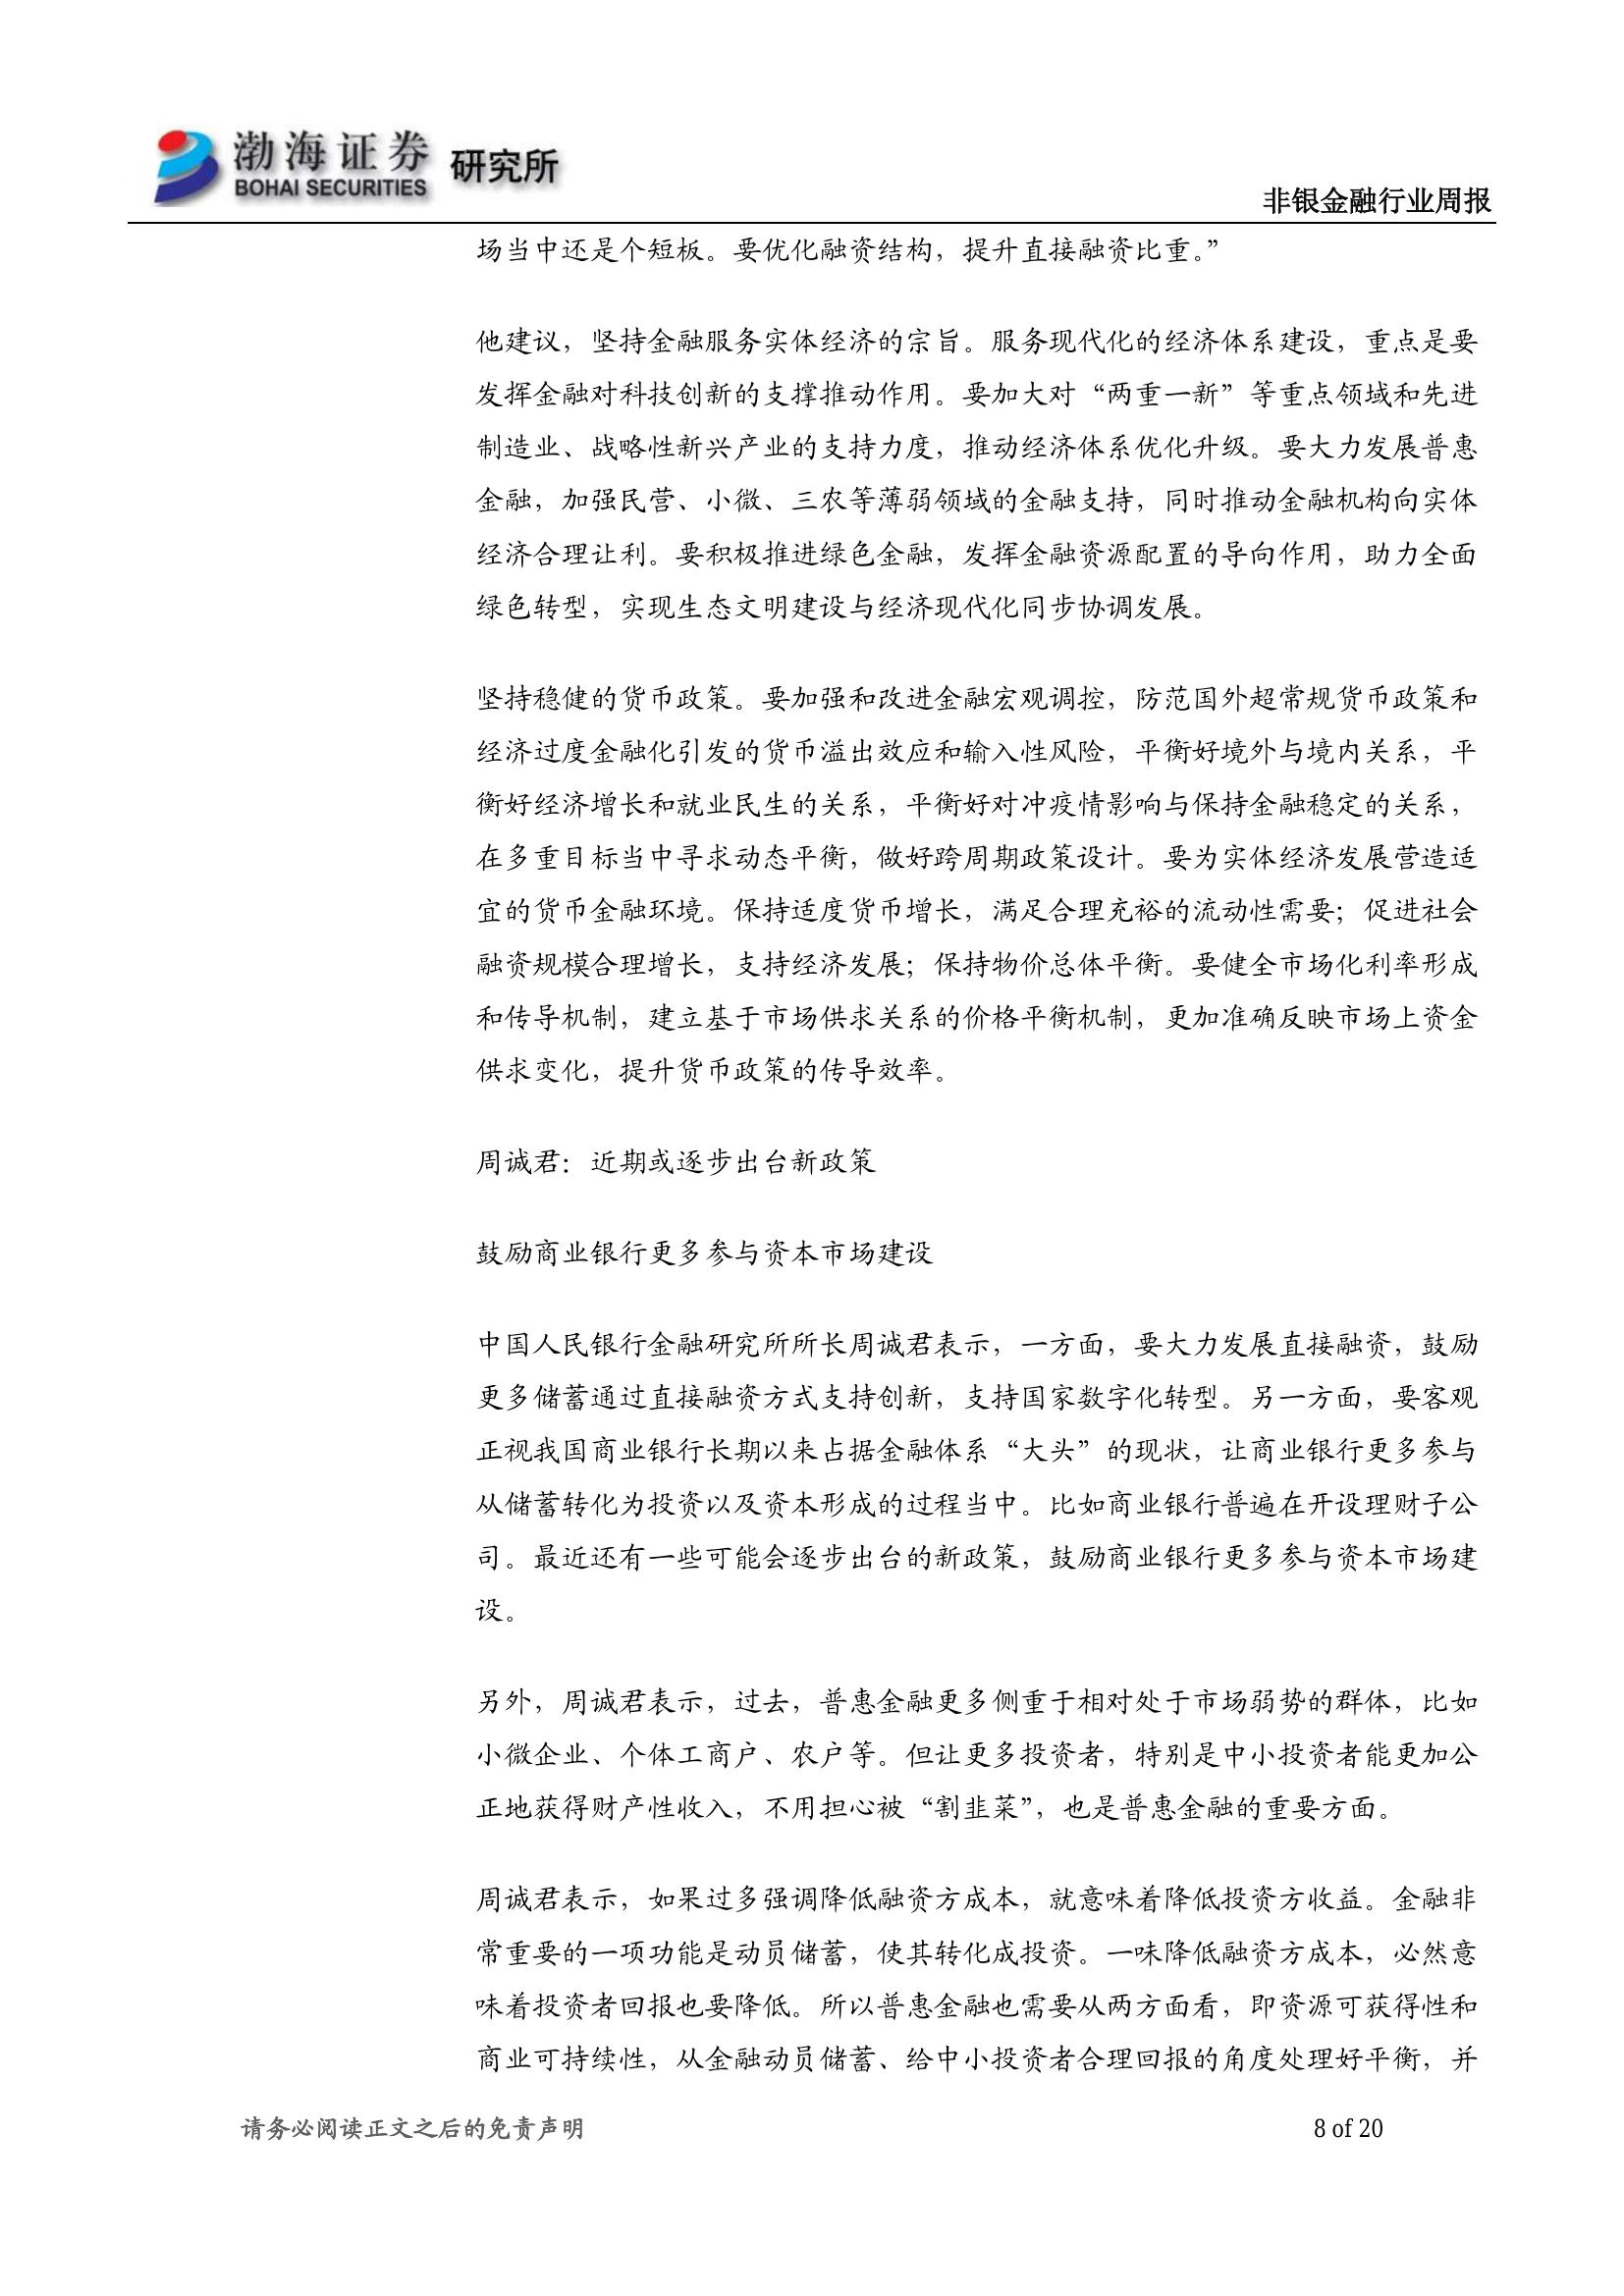 渤海证券
BOHAI SECURITIES
研究所
非银金融行业周报
场当中还是个短板。要优化融资结构，提升直接融资比重。”
他建议，坚持金融服务实体经济的宗旨。服务现代化的经济体系建设，重点是要
发挥金融对科技创新的支撑推动作用。要加大对“两重一新”等重点领域和先进
制造业、战略性新兴产业的支持力度，推动经济体系优化升级。要大力发展普惠
金融，加强民营、小微、三农等薄弱领域的金融支持，同时推动金融机构向实体
经济合理让利。要积极推进绿色金融，发挥金融资源配置的导向作用，助力全面
绿色转型，实现生态文明建设与经济现代化同步协调发展。
坚持稳健的货币政策。要加强和改进金融宏观调控，防范国外超常规货币政策和
经济过度金融化引发的货币溢出效应和输入性风险，平衡好境外与境内关系，平
衡好经济增长和就业民生的关系，平衡好对冲疫情影响与保持金融稳定的关系，
在多重目标当中寻求动态平衡，做好跨周期政策设计。要为实体经济发展营造适
宜的货币金融环境。保持适度货币增长，满足合理充裕的流动性需要；促进社会
融资规模合理增长，支持经济发展；保持物价总体平衡。要健全市场化利率形成
和传导机制，建立基于市场供求关系的价格平衡机制，更加准确反映市场上资金
供求变化，提升货币政策的传导效率。
周诚君：近期或逐步出台新政策
鼓励商业银行更多参与资本市场建设
中国人民银行金融研究所所长周诚君表示，一方面，要大力发展直接融资，鼓励
更多储蓄通过直接融资方式支持创新，支持国家数字化转型。另一方面，要客观
正视我国商业银行长期以来占据金融体系“大头”的现状，让商业银行更多参与
从储蓄转化为投资以及资本形成的过程当中。比如商业银行普遍在开设理财子公
司。最近还有一些可能会逐步出台的新政策，鼓励商业银行更多参与资本市场建
设。
另外，周诚君表示，过去，普惠金融更多侧重于相对处于市场弱势的群体，比如
小微企业、个体工商户、农户等。但让更多投资者，特别是中小投资者能更加公
正地获得财产性收入，不用担心被“割韭菜”，也是普惠金融的重要方面。
周诚君表示，如果过多强调降低融资方成本，就意味着降低投资方收益。金融非
常重要的一项功能是动员储蓄，使其转化成投资。一味降低融资方成本，必然意
味着投资者回报也要降低。所以普惠金融也需要从两方面看，即资源可获得性和
商业可持续性，从金融动员储蓄、给中小投资者合理回报的角度处理好平衡，并
请务必阅读正文之后的免责声明
8 of 20